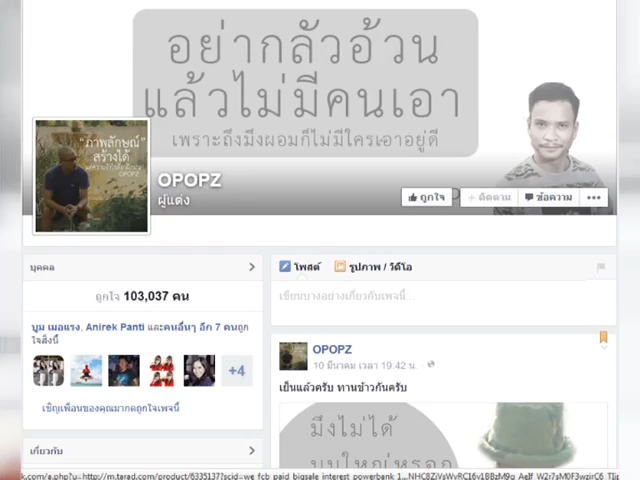 อย่ากลัวอ้วน
แล้วไม่มีคนเอา
เพราะถึงมึงผอมก็ไม่มีใครเอาอยู่ดี
"ภาพลักษณ์"
สร้างได้
OPOPZ
OPOPZ
ผู้แต่ง
ถูกใจ
ติดตาม
ข้อความ
บุคคล
ถูกใจ 103,037 คน
บูม เมอแรง, Anirek Panti และคนอื่นๆ อีก 7 คนถูก
ใจสิ่งนี้
+4
เชิญเพื่อนของคุณมากดถูกใจเพจนี้
เกี่ยวกับ
โพสต์
รูปภาพ / วิดีโอ
เขียนบางอย่างเกี่ยวกับเพจนี้...
OPOPZ
10 มีนาคม เวลา 19.42 น.
เย็นแล้วครับ ทานข้าวกันครับ
มึงไม่ได้
k.com/a.php?u=http://m.tarad.com/product/6335137?scid=we_fcb_paid_bigsale_interest_powerbank_1...